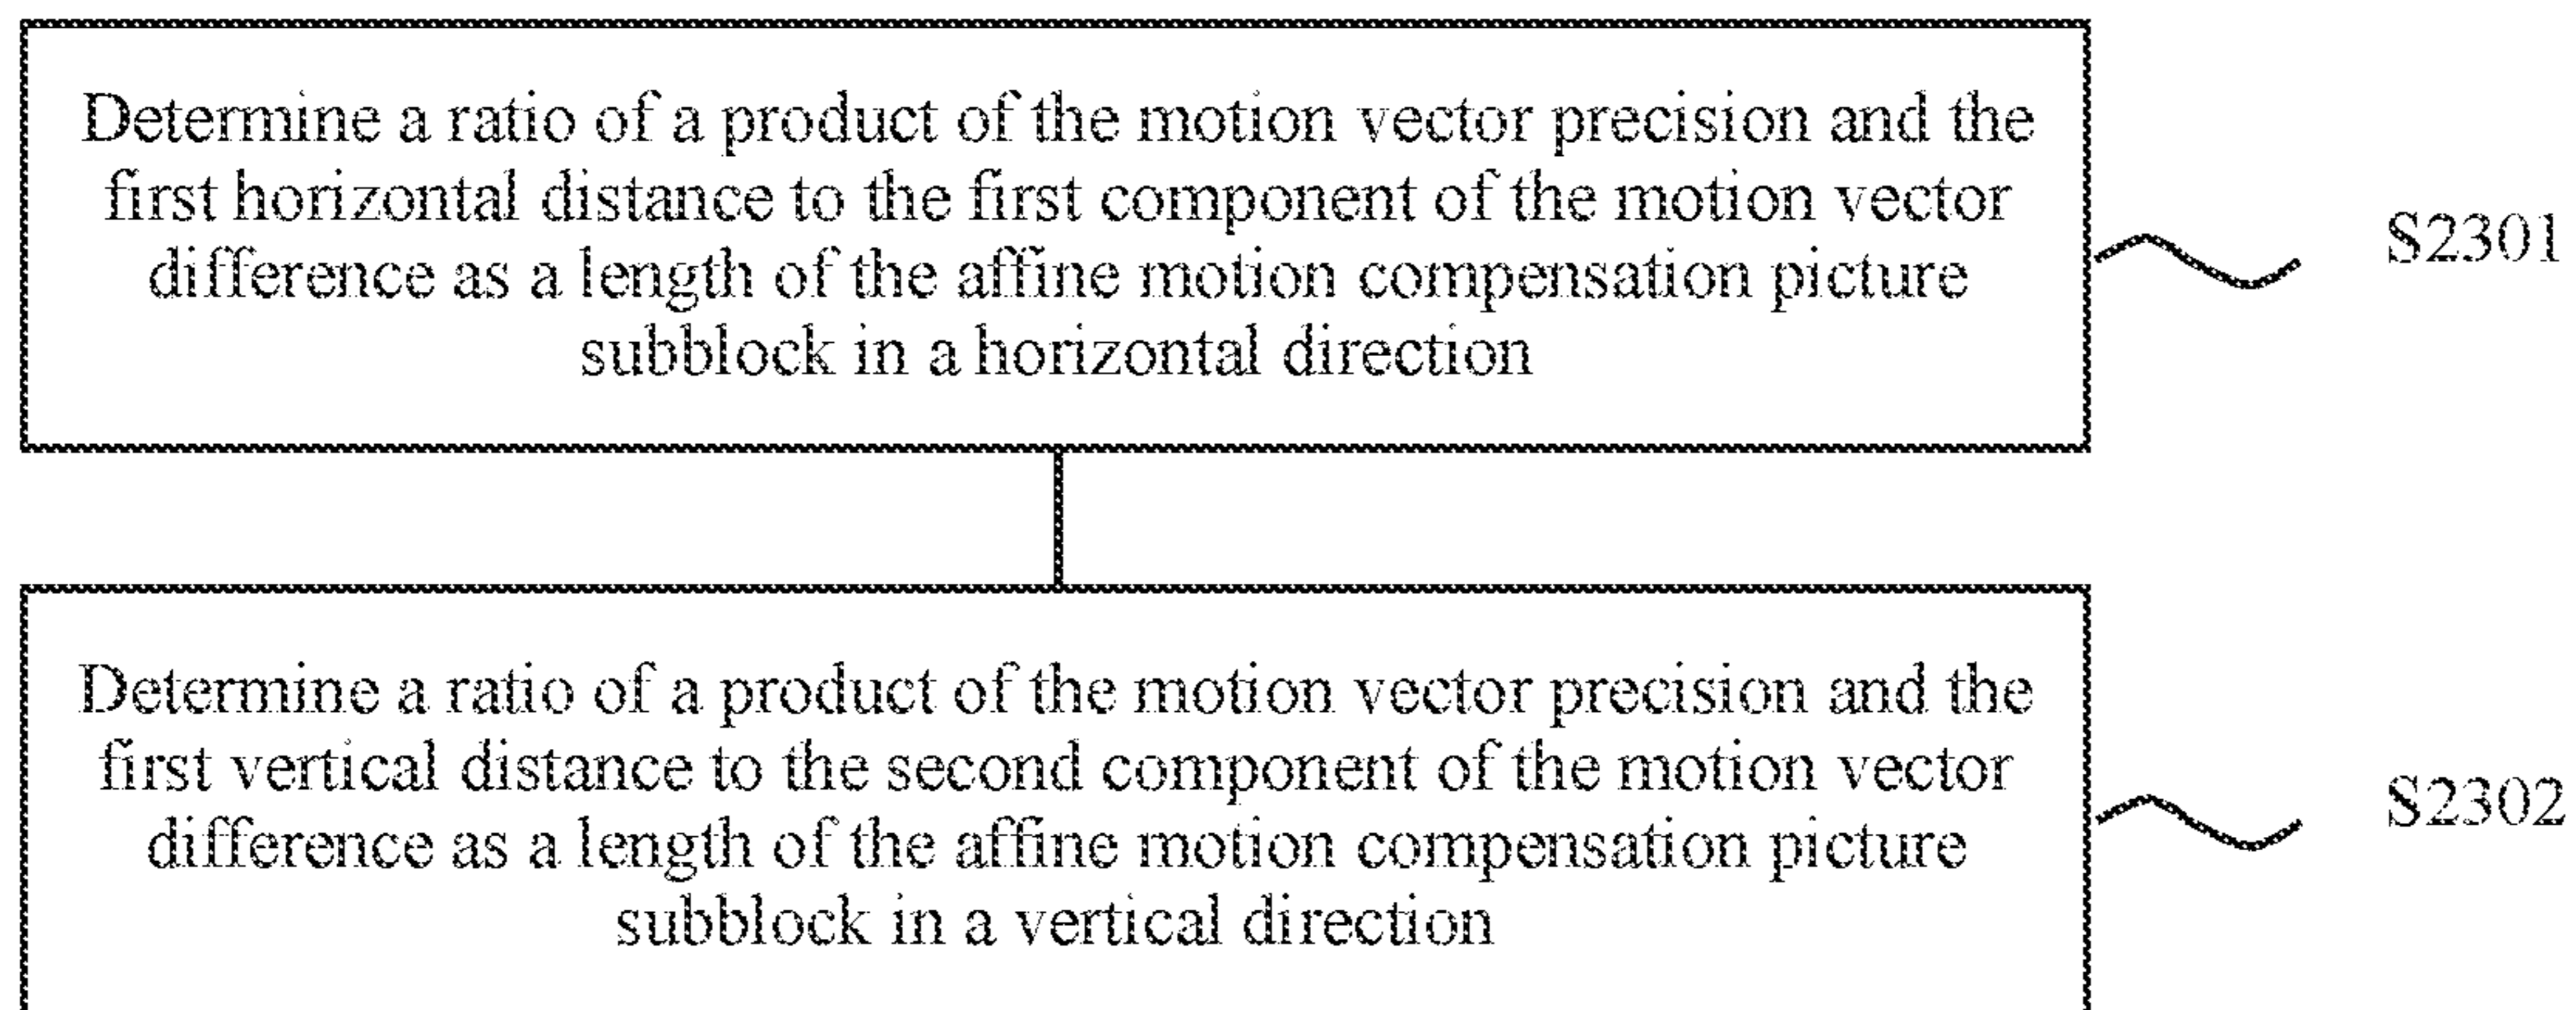 Determine a ratio of a product of the motion vector precision and the
first horizontal distance to the first component of the motion vector
difference as a length of the affine motion compensation picture
subblock in a horizontal direction
S2301
Determine a ratio of a product of the motion vector precision and the
first vertical distance to the second component of the motion vector
difference as a length of the affine motion compensation picture
subblock in a vertical direction
S2302